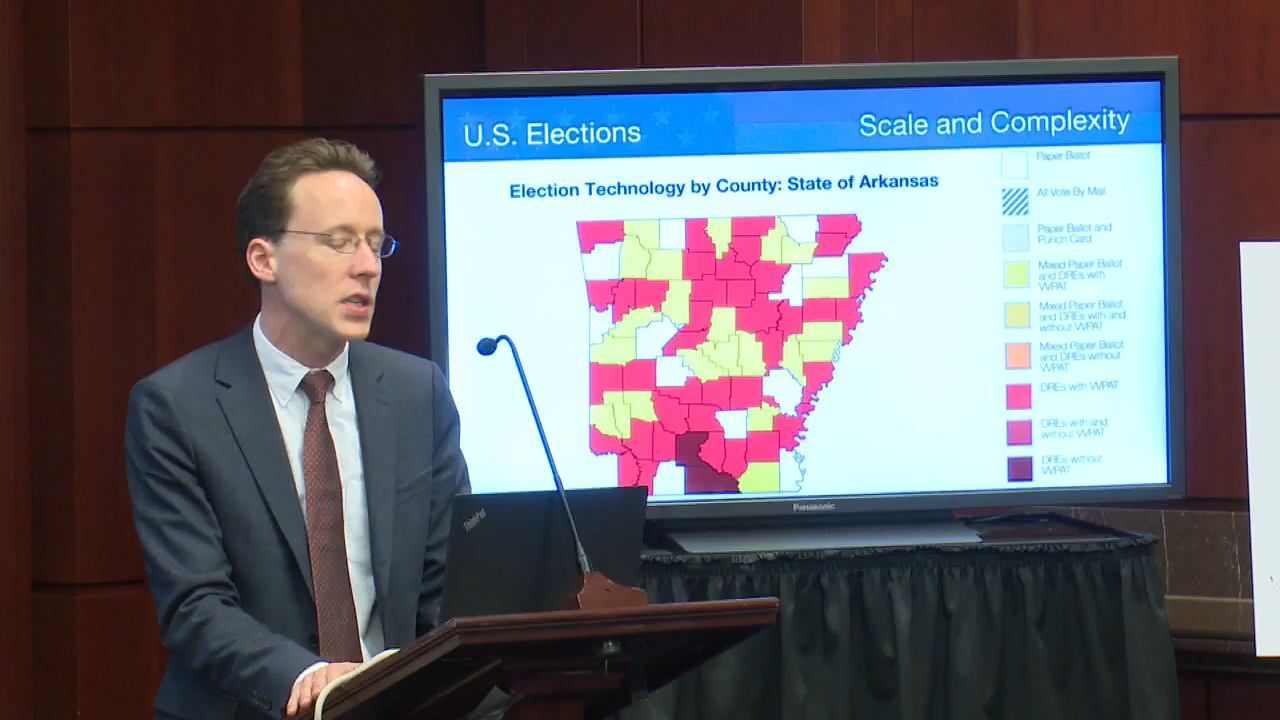 U.S. Elections
Scale and Complexity
Election Technology by County: State of Arkansas
Paper Ballot
All Vote By Mail
Paper Ballot and
Punch Card
Mixed Paper Ballot
and DREs with
VVPAT
Mixed Paper Ballot
and DREs with and
without VVPAT
Mixed Paper Ballot
and DREs without
VVPAT
DREs with VVPAT
DREs with and
without VVPAT
DREs without
VVPAT
Panasonic
ThinkPad